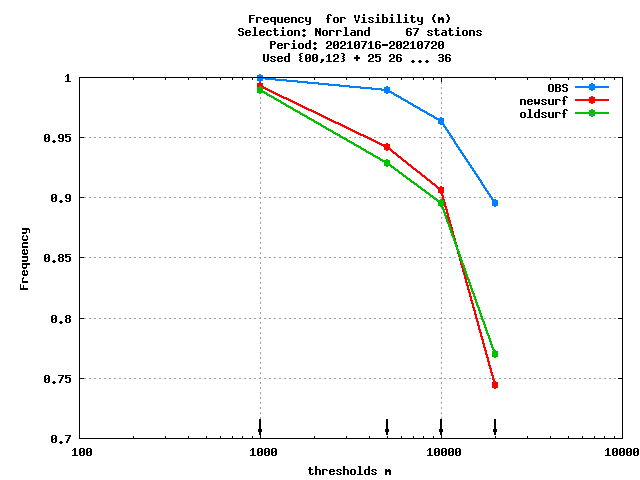 Frequency  for Visibility (m)
Selection: Norrland     67 stations
Period: 20210716-20210720
Used {00,12} + 25 26 ... 36
OBS
newsurf
oldsurf
1
0.95
0.9
0.85
0.8
0.75
0.7
Frequency
100
1000
10000
10000
thresholds m